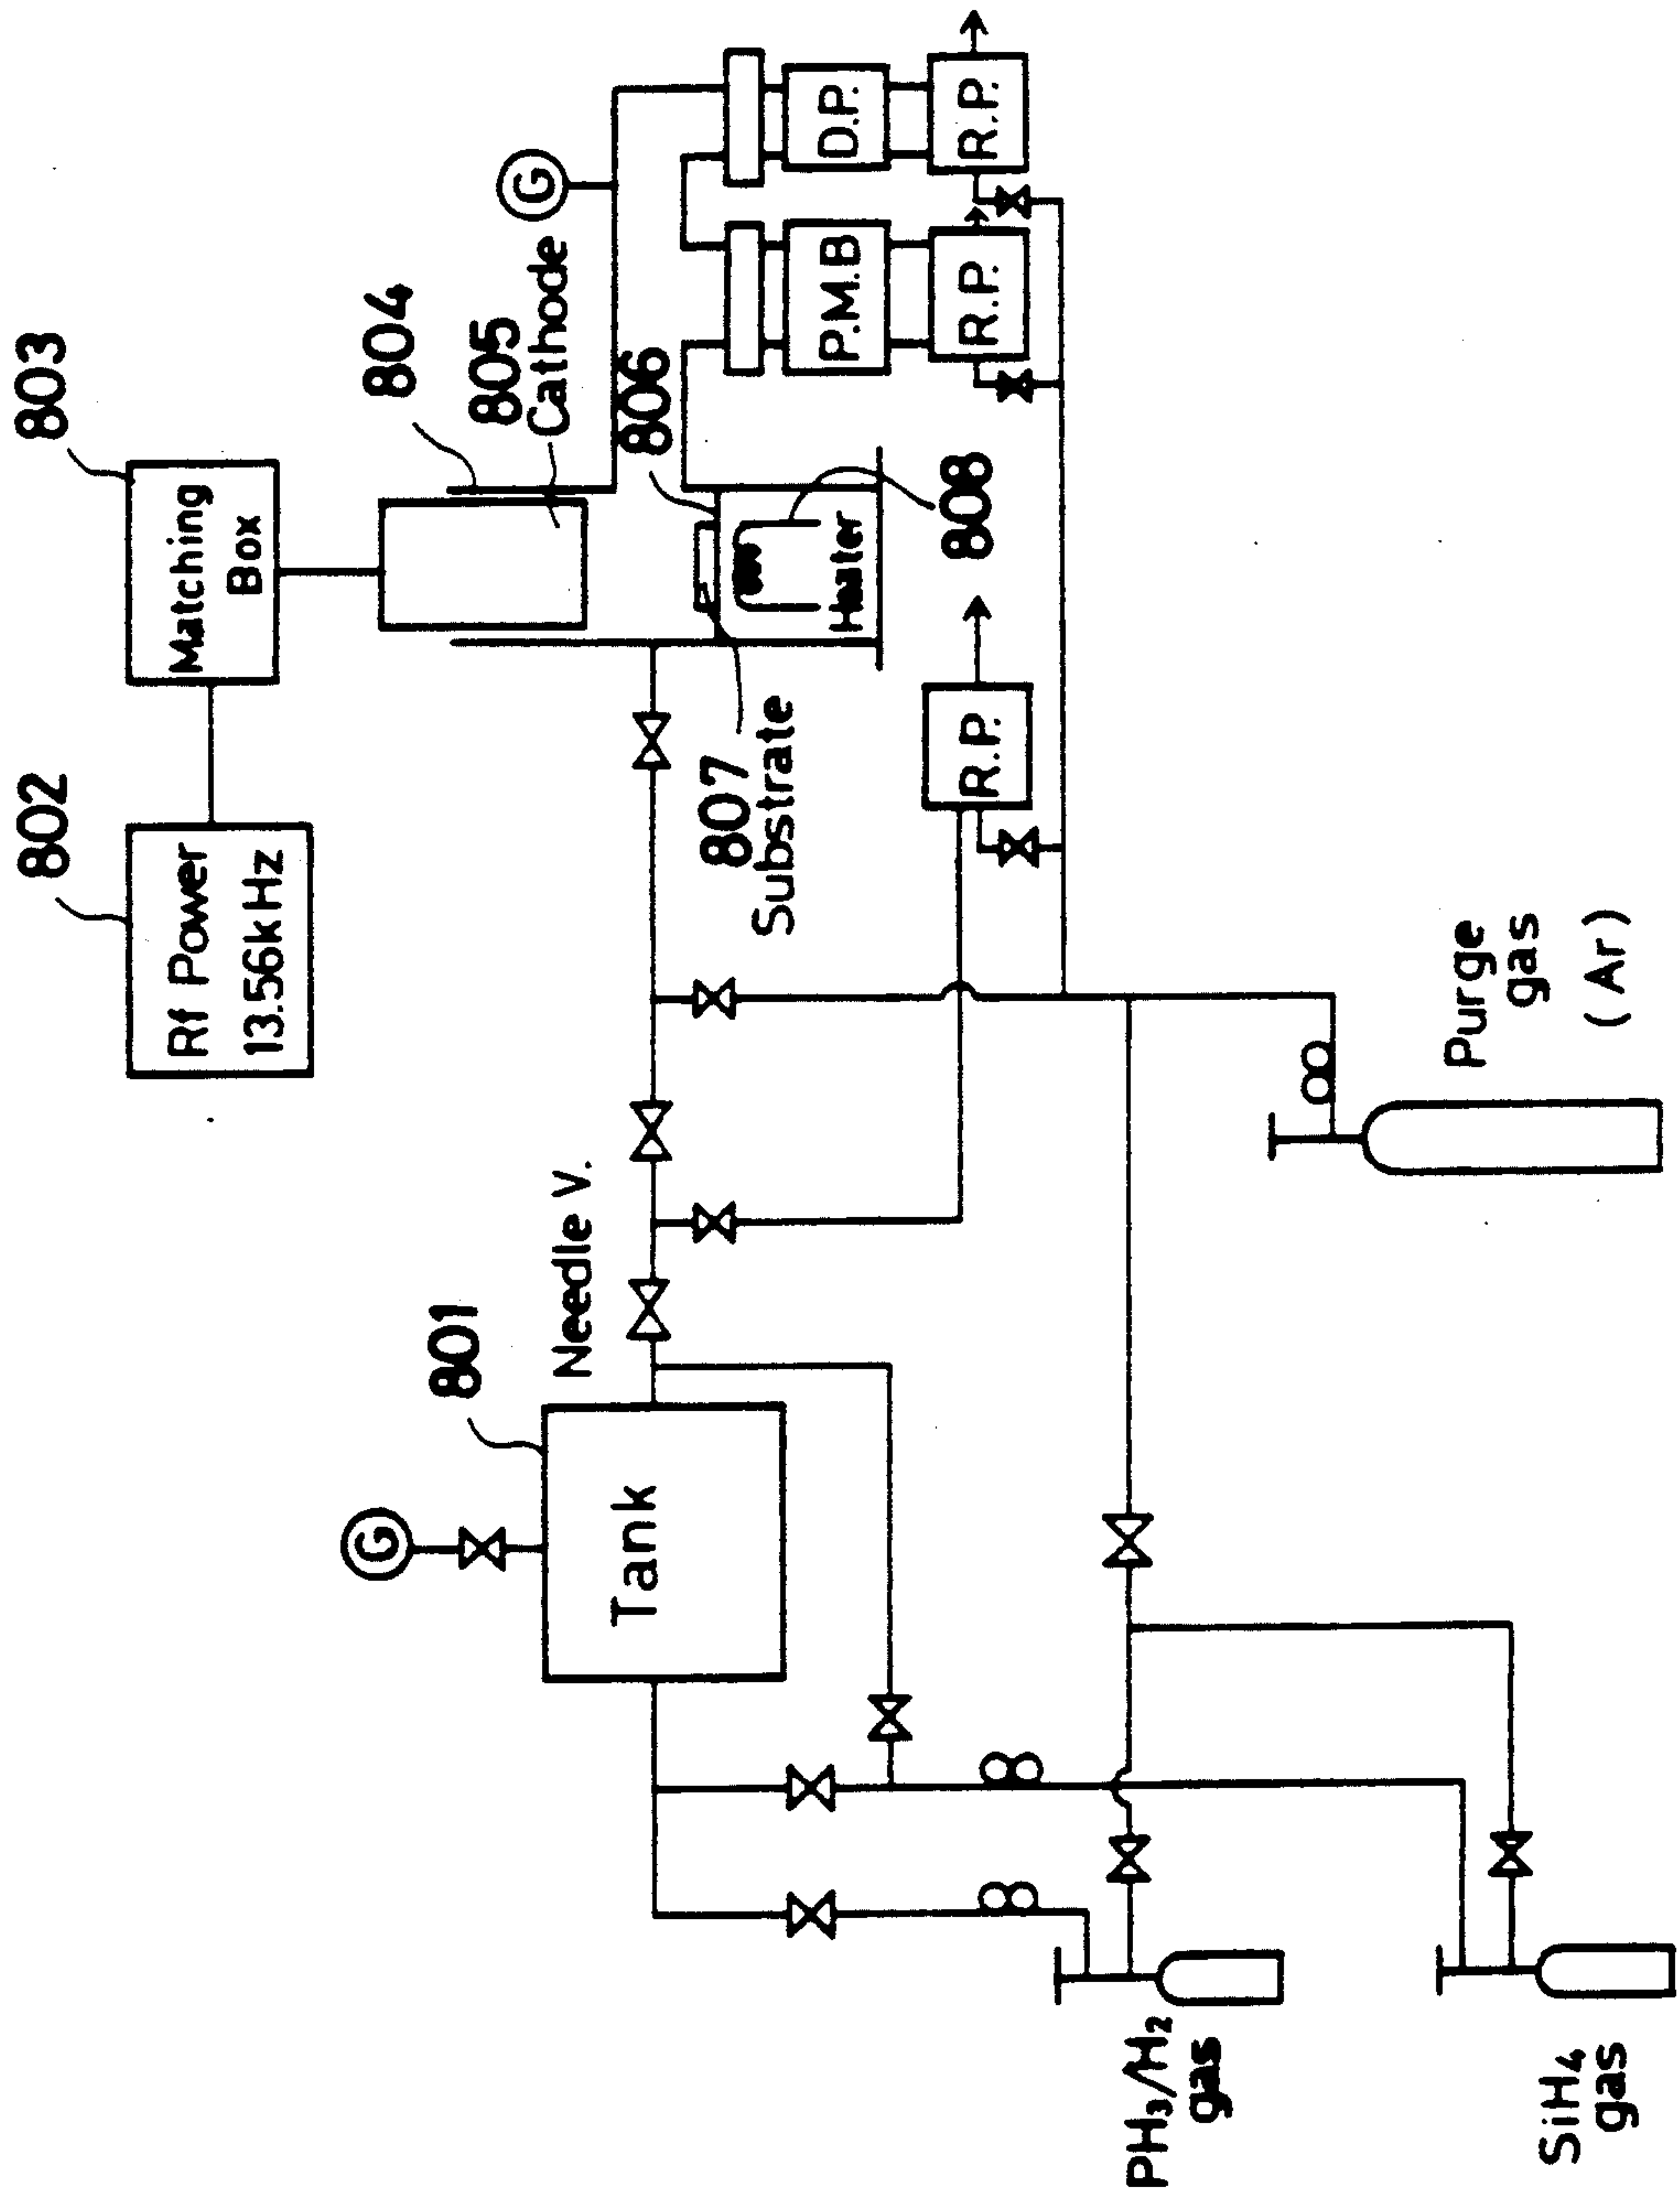 802
Rf Power
13.56kHz
803
Matching
Box
804
805
Cathode
G
806
807
Substrate
808
Heater
P.M.B
D.P.
R.P.
R.P.
R.P.
801
G
Tank
Needle V.
PH₃/H₂
gas
SiH₄
gas
Purge
gas
(Ar)